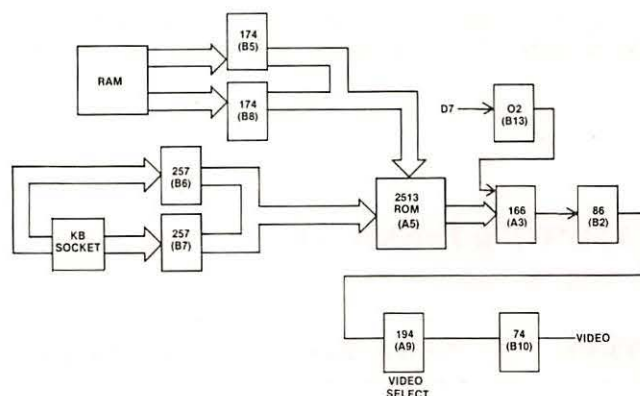 RAM
174
(B5)
174
(B8)
D7
O2
(B13)
257
(B6)
257
(B7)
KB
SOCKET
2513
ROM
(A5)
166
(A3)
86
(B2)
194
(A9)
VIDEO
SELECT
74
(B10)
VIDEO